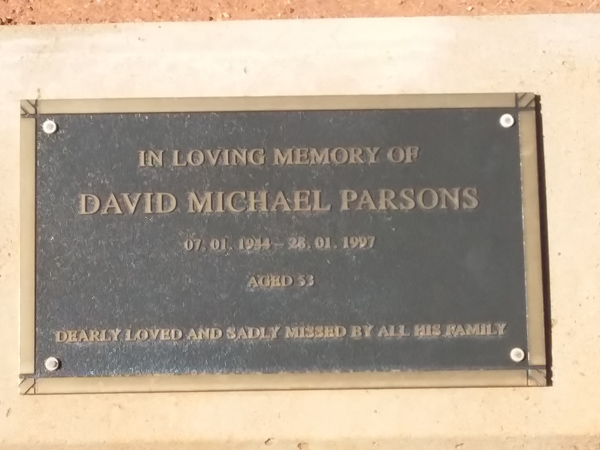 IN LOVING MEMORY OF
DAVID MICHAEL PARSONS
07. 01. 1944 – 28. 01. 1997
AGED 53
DEARLY LOVED AND SADLY MISSED BY ALL HIS FAMILY